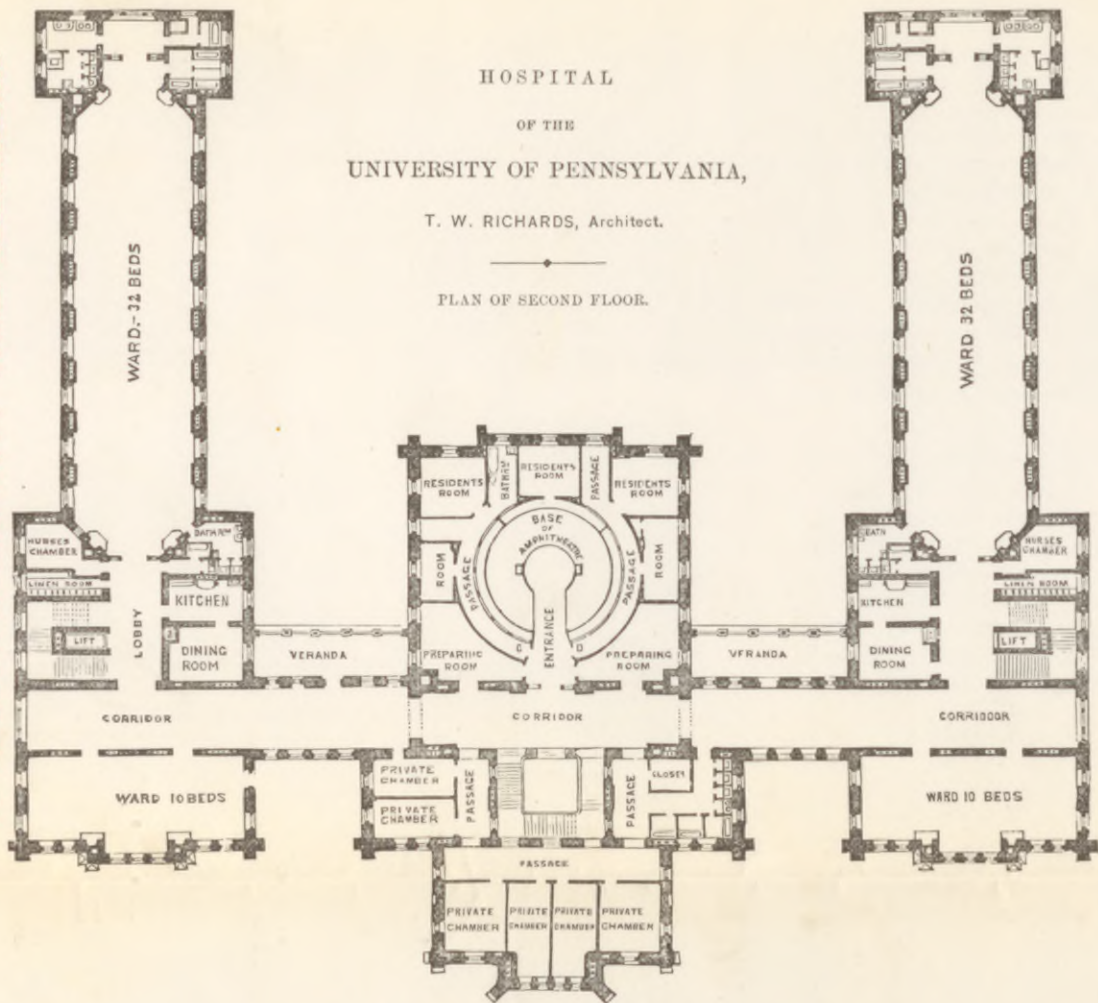 HOSPITAL
OF THE
UNIVERSITY OF PENNSYLVANIA,
T. W. RICHARDS, Architect.
PLAN OF SECOND FLOOR.
WARD.- 32 BEDS
WARD 32 BEDS
RESIDENTS
ROOM
BATHRM
RESIDENTS
ROOM
PASSAGE
RESIDENTS
ROOM
BASE
OF
AMPHITHEATRE
ROOM
PASSAGE
PASSAGE
ROOM
ENTRANCE
C
D
PREPARING
ROOM
PREPARING
ROOM
NURSES
CHAMBER
BATH RM
LINEN ROOM
KITCHEN
LIFT
LOBBY
DINING
ROOM
VERANDA
BATH
NURSES
CHAMBER
LINEN ROOM
KITCHEN
LIFT
DINING
ROOM
VERANDA
CORRIDOR
CORRIDOR
CORRIDOOR
WARD 10 BEDS
PRIVATE
CHAMBER
PRIVATE
CHAMBER
PASSAGE
PASSAGE
CLOSET
WARD 10 BEDS
PASSAGE
PRIVATE
CHAMBER
PRIVATE
CHAMBER
PRIVATE
CHAMBER
PRIVATE
CHAMBER